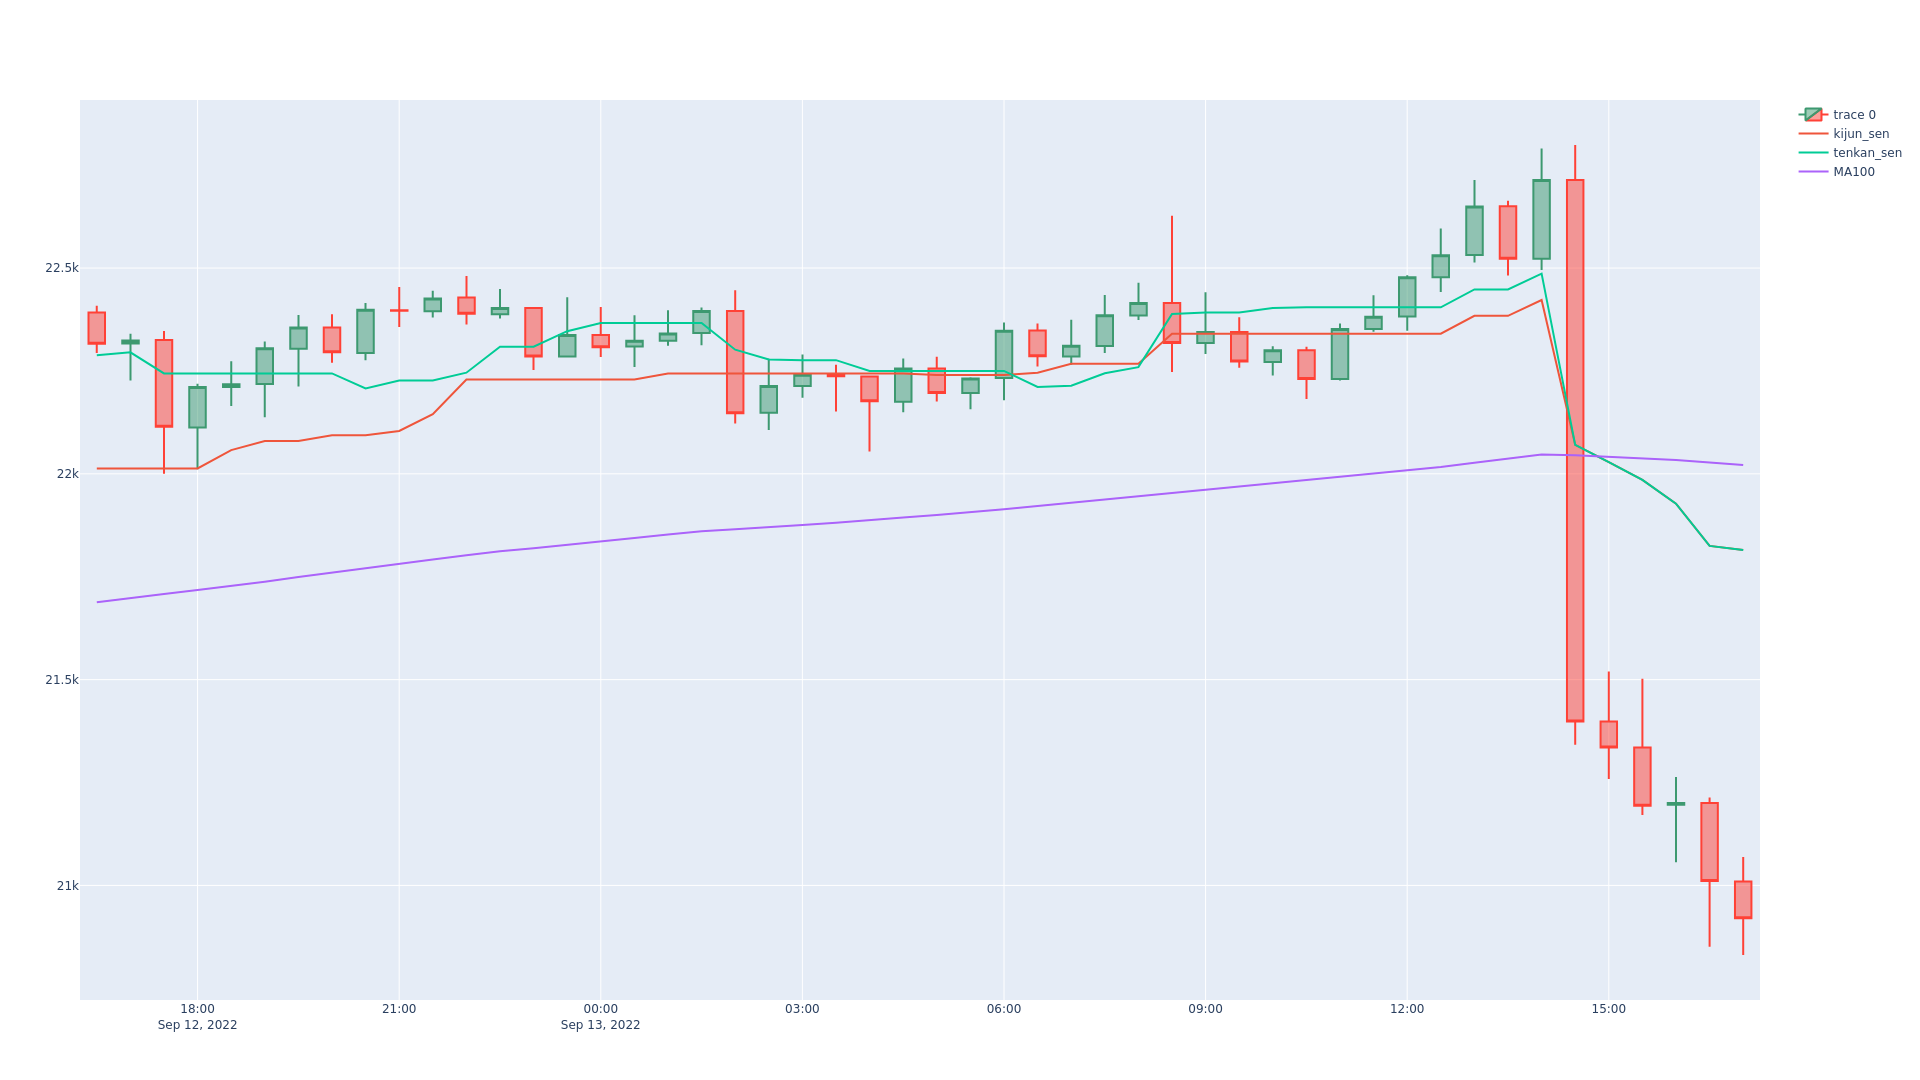 trace 0
kijun_sen
tenkan_sen
MA100
22.5k
22k
21.5k
21k
18:00 21:00 00:00 03:00 06:00 09:00 12:00 15:00
Sep 12, 2022 Sep 13, 2022